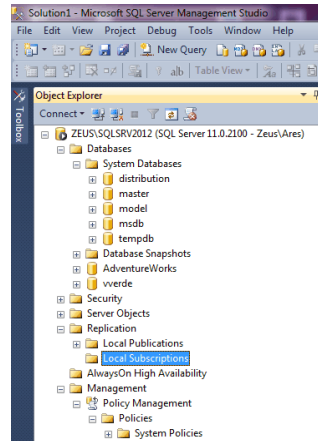 Solution1 - Microsoft SQL Server Management Studio
File Edit View Project Debug Tools Window Help
New Query
Table View
Object Explorer
Toolbox
Connect
ZEUS\SQLSRV2012 (SQL Server 11.0.2100 - Zeus\Ares)
Databases
System Databases
distribution
master
model
msdb
tempdb
Database Snapshots
AdventureWorks
vverde
Security
Server Objects
Replication
Local Publications
Local Subscriptions
AlwaysOn High Availability
Management
Policy Management
Policies
System Policies